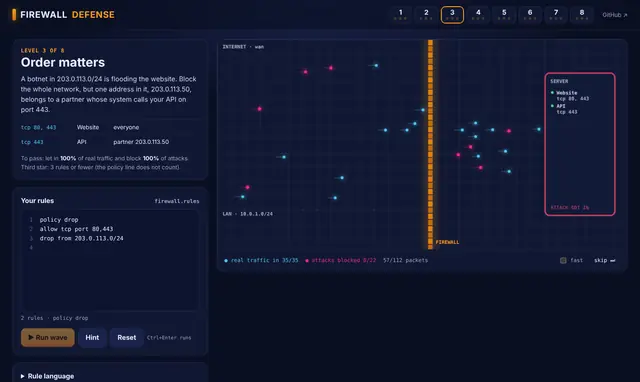 FIREWALL DEFENSE
1 2 3 4 5 6 7 8
GitHub ↗
LEVEL 3 OF 8
Order matters
A botnet in 203.0.113.0/24 is flooding the website. Block
the whole network, but one address in it, 203.0.113.50,
belongs to a partner whose system calls your API on
port 443.
tcp 80, 443 Website everyone
tcp 443 API partner 203.0.113.50
To pass: let in 100% of real traffic and block 100% of attacks.
Third star: 3 rules or fewer (the policy line does not count).
Your rules firewall.rules
1 policy drop
2 allow tcp port 80,443
3 drop from 203.0.113.0/24
4
2 rules · policy drop
▶ Run wave
Hint
Reset
Ctrl+Enter runs
▶ Rule language
INTERNET · wan
SERVER
Website
tcp 80, 443
API
tcp 443
LAN · 10.0.1.0/24
FIREWALL
real traffic in 35/35
attacks blocked 0/22
57/112 packets
fast
skip ↵